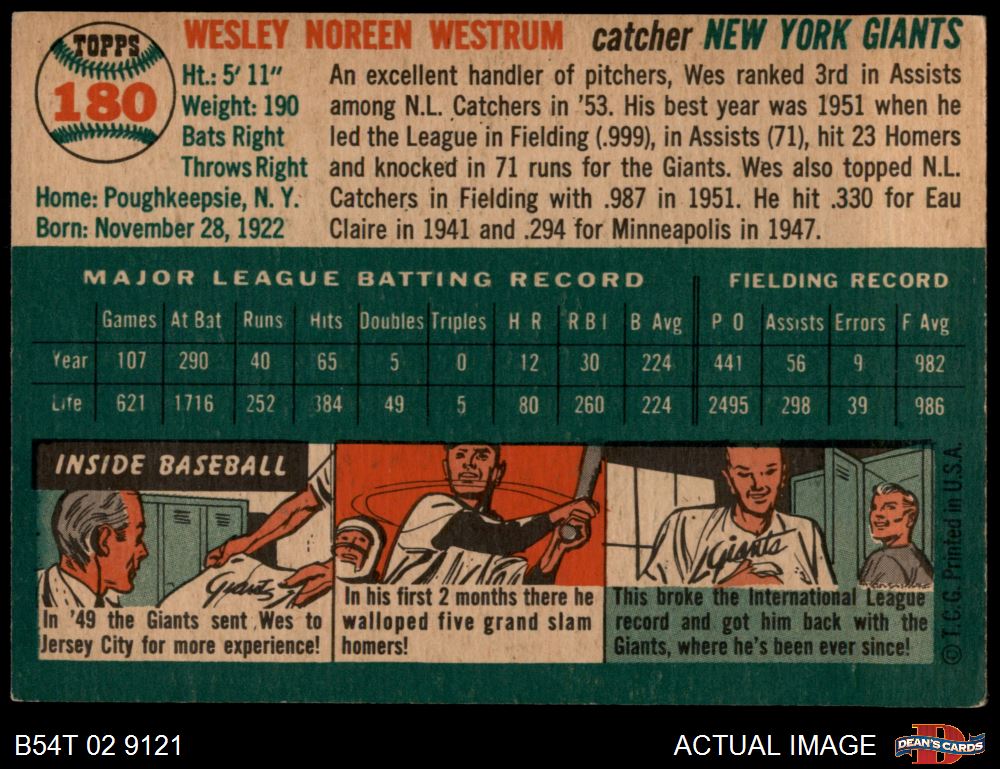 TOPPS
180
WESLEY NOREEN WESTRUM catcher NEW YORK GIANTS
Ht.: 5' 11"
Weight: 190
Bats Right
Throws Right
Home: Poughkeepsie, N. Y.
Born: November 28, 1922
An excellent handler of pitchers, Wes ranked 3rd in Assists
among N.L. Catchers in '53. His best year was 1951 when he
led the League in Fielding (.999), in Assists (71), hit 23 Homers
and knocked in 71 runs for the Giants. Wes also topped N.L.
Catchers in Fielding with .987 in 1951. He hit .330 for Eau
Claire in 1941 and .294 for Minneapolis in 1947.
MAJOR LEAGUE BATTING RECORD FIELDING RECORD
Games At Bat Runs Hits Doubles Triples H R R B I B Avg P O Assists Errors F Avg
Year 107 290 40 65 5 0 12 30 224 441 56 9 982
Life 621 1716 252 384 49 5 80 260 224 2495 298 39 986
INSIDE BASEBALL
Giants
In '49 the Giants sent Wes to
Jersey City for more experience!
In his first 2 months there he
walloped five grand slam
homers!
Giants
This broke the International League
record and got him back with the
Giants, where he's been ever since!
© T.C.G. Printed in U.S.A.
B54T 02 9121
ACTUAL IMAGE
D
DEAN'S CARDS